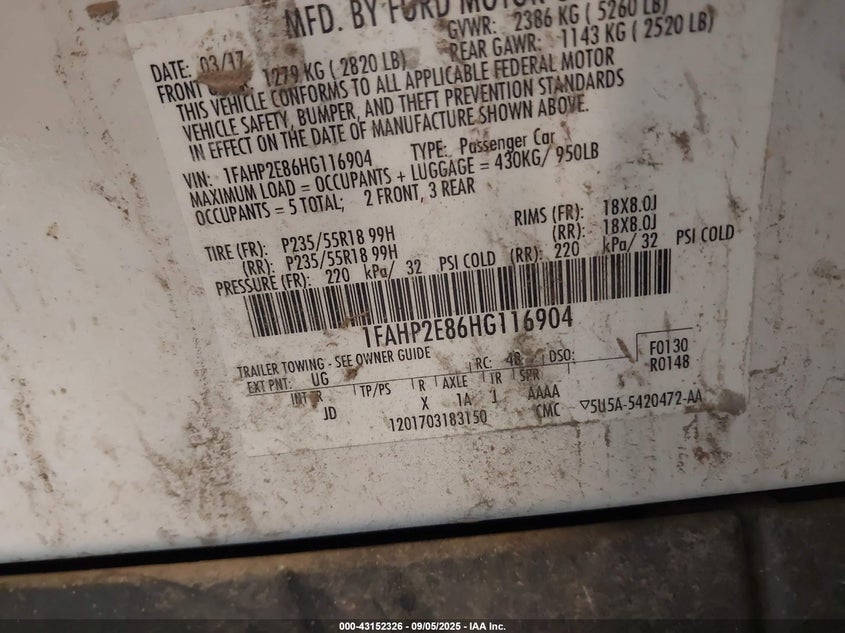 MFD. BY FORD MOTOR
GVWR: 2386 KG ( 5260 LB)
DATE: 03/17
REAR GAWR: 1143 KG ( 2520 LB)
FRONT 1279 KG ( 2820 LB)
THIS VEHICLE CONFORMS TO ALL APPLICABLE FEDERAL MOTOR
VEHICLE SAFETY, BUMPER, AND THEFT PREVENTION STANDARDS
IN EFFECT ON THE DATE OF MANUFACTURE SHOWN ABOVE.
VIN: 1FAHP2E86HG116904 TYPE: Passenger Car
MAXIMUM LOAD = OCCUPANTS + LUGGAGE = 430KG/ 950LB
OCCUPANTS = 5 TOTAL; 2 FRONT, 3 REAR
TIRE (FR): P235/55R18 99H RIMS (FR): 18X8.0J
(RR): P235/55R18 99H (RR): 18X8.0J
PRESSURE (FR): 220 kPa/ 32 PSI COLD (RR): 220 kPa/ 32 PSI COLD
1FAHP2E86HG116904
TRAILER TOWING - SEE OWNER GUIDE
EXT PNT: UG RC: 48 DSO: F0130
R0148
INTR TP/PS R AXLE TR SPR
JD X 1A J AAAA
1201703183150 CMC ▽5U5A-5420472-AA
000-43152326 - 09/05/2025 - IAA Inc.